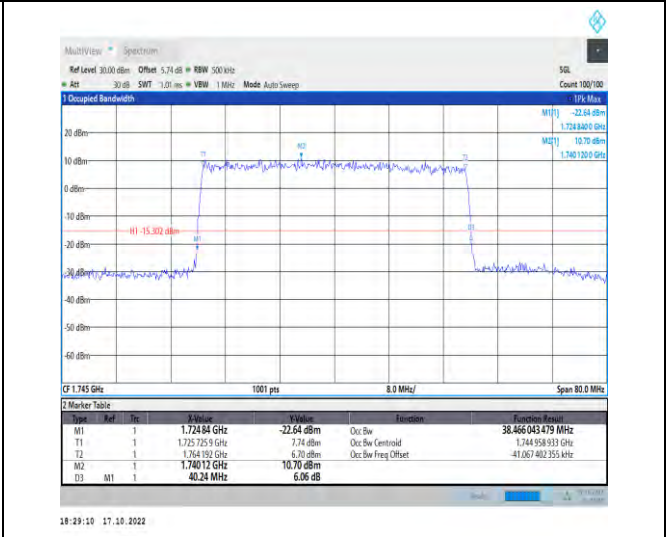 MultiView Spectrum
Ref Level 30.00 dBm Offset 5.74 dB RBW 500 kHz SGL
Att 30 dB SWT 1.01 ms VBW 1 MHz Mode Auto Sweep Count 100/100
1 Occupied Bandwidth 1Pk Max
M1[1] -22.64 dBm
1.724 840 0 GHz
M2[1] 10.70 dBm
1.740 120 0 GHz
20 dBm
M2
T1
10 dBm
0 dBm
-10 dBm
H1 -15.302 dBm
M1
-20 dBm
-30 dBm
-40 dBm
-50 dBm
-60 dBm
CF 1.745 GHz 1001 pts 8.0 MHz/ Span 80.0 MHz
2 Marker Table
Type Ref Trc X-Value Y-Value Function Function Result
M1 1 1.724 84 GHz -22.64 dBm Occ Bw 38.466 043 479 MHz
T1 1 1.725 725 9 GHz 7.74 dBm Occ Bw Centroid 1.744 958 933 GHz
T2 1 1.764 192 GHz 6.70 dBm Occ Bw Freq Offset -41.067 402 355 kHz
M2 1 1.740 12 GHz 10.70 dBm
D3 M1 1 40.24 MHz 6.06 dB
18:29:10 17.10.2022